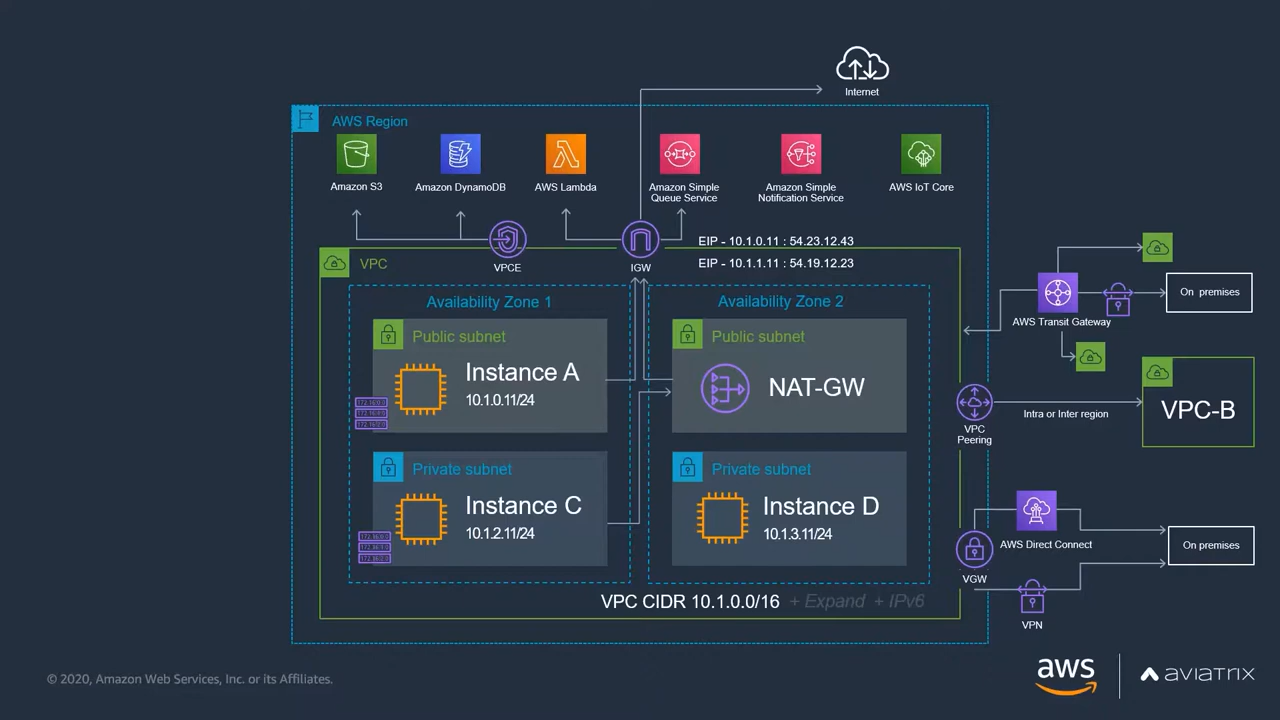 Internet
AWS Region
Amazon S3
Amazon DynamoDB
AWS Lambda
Amazon Simple
Queue Service
Amazon Simple
Notification Service
AWS IoT Core
EIP - 10.1.0.11 : 54.23.12.43
EIP - 10.1.1.11 : 54.19.12.23
VPC
VPCE
IGW
Availability Zone 1
Availability Zone 2
Public subnet
Instance A
10.1.0.11/24
Public subnet
NAT-GW
Private subnet
Instance C
10.1.2.11/24
Private subnet
Instance D
10.1.3.11/24
VPC CIDR 10.1.0.0/16 + Expand + IPv6
AWS Transit Gateway
On premises
VPC
Peering
Intra or Inter region
VPC-B
AWS Direct Connect
On premises
VGW
VPN
© 2020, Amazon Web Services, Inc. or its Affiliates.
aws
AVIATRIX